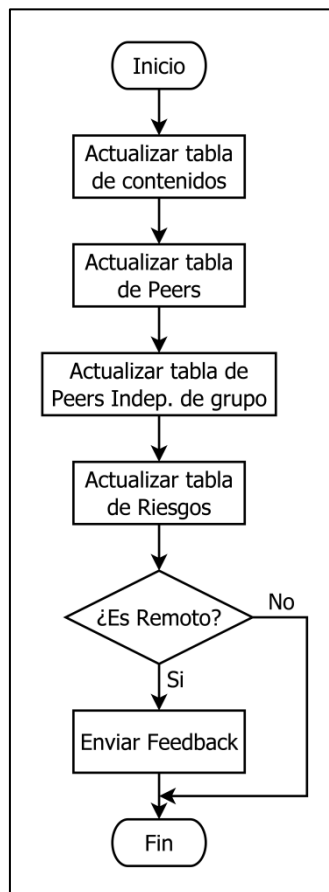 Inicio
Actualizar tabla
de contenidos
Actualizar tabla
de Peers
Actualizar tabla de
Peers Indep. de grupo
Actualizar tabla
de Riesgos
¿Es Remoto?
No
Si
Enviar Feedback
Fin